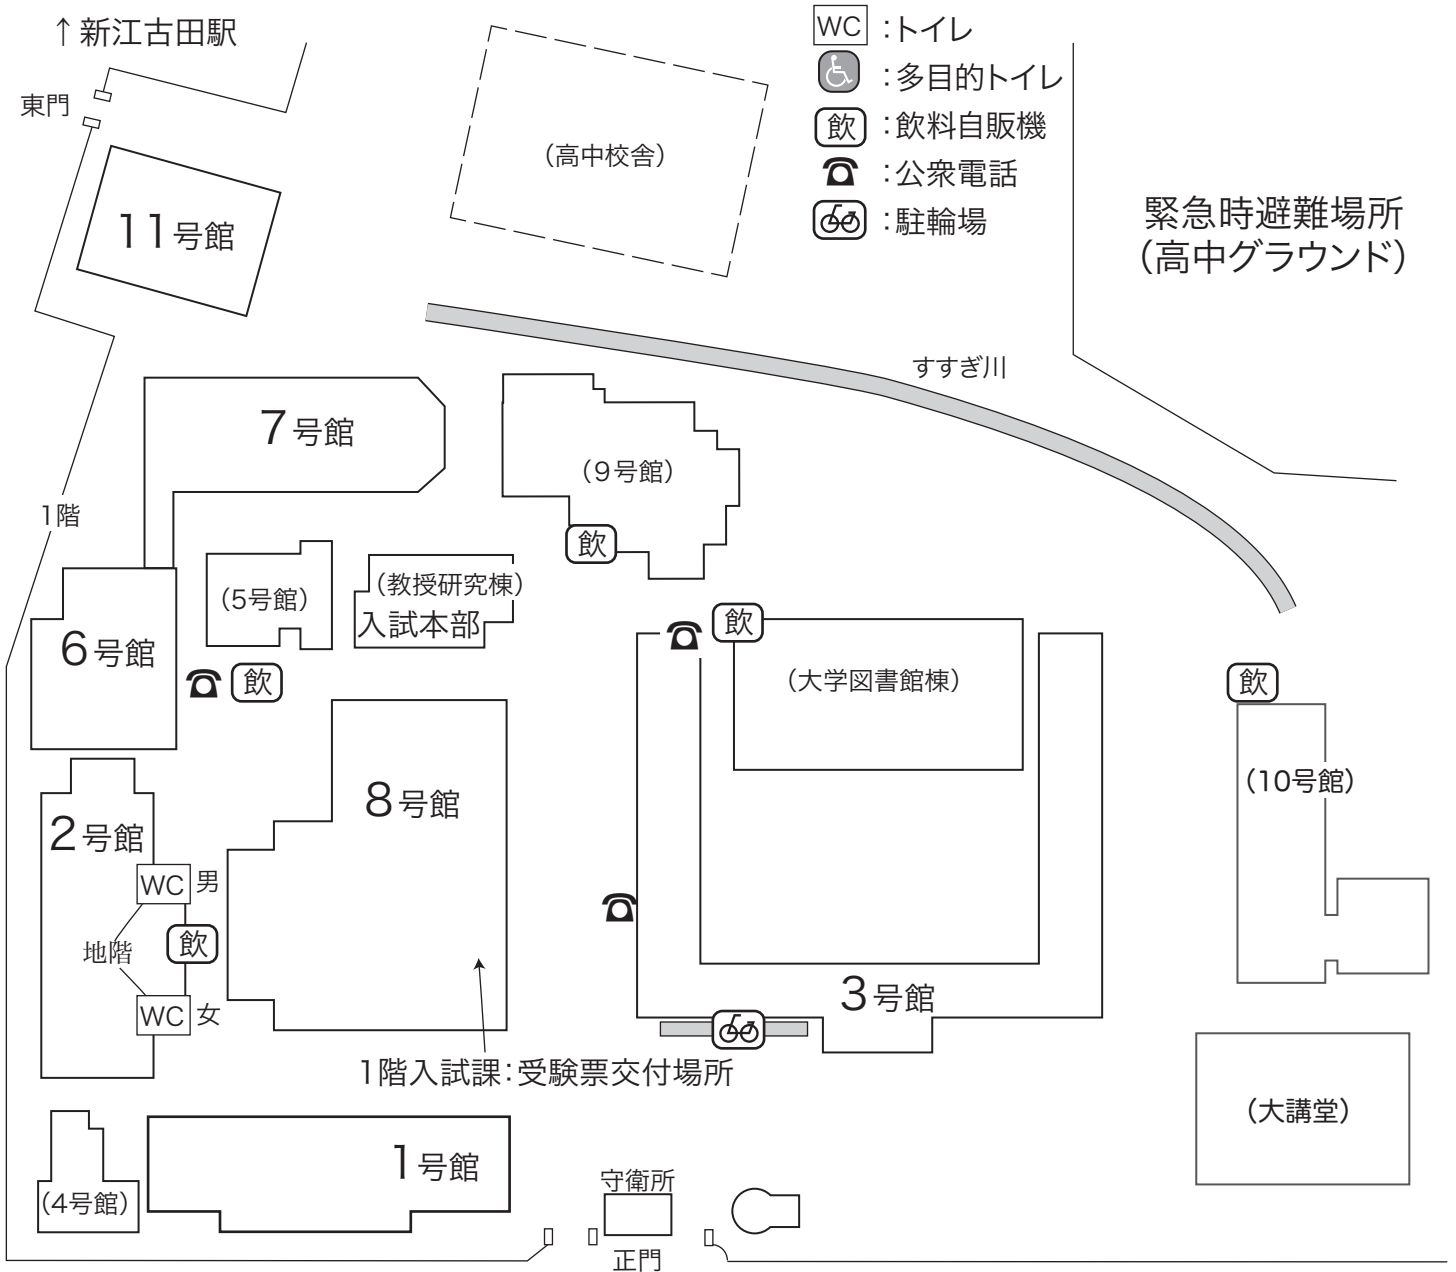 ↑新江古田駅
東門
11号館
(高中校舎)
WC:トイレ
:多目的トイレ
飲:飲料自販機
:公衆電話
:駐輪場
緊急時避難場所
(高中グラウンド)
すすぎ川
7号館
(9号館)
飲
1階
(5号館)
(教授研究棟)
入試本部
6号館
飲
飲
(大学図書館棟)
飲
(10号館)
8号館
2号館
WC 男
地階
飲
WC 女
3号館
1階入試課:受験票交付場所
(大講堂)
1号館
(4号館)
守衛所
正門